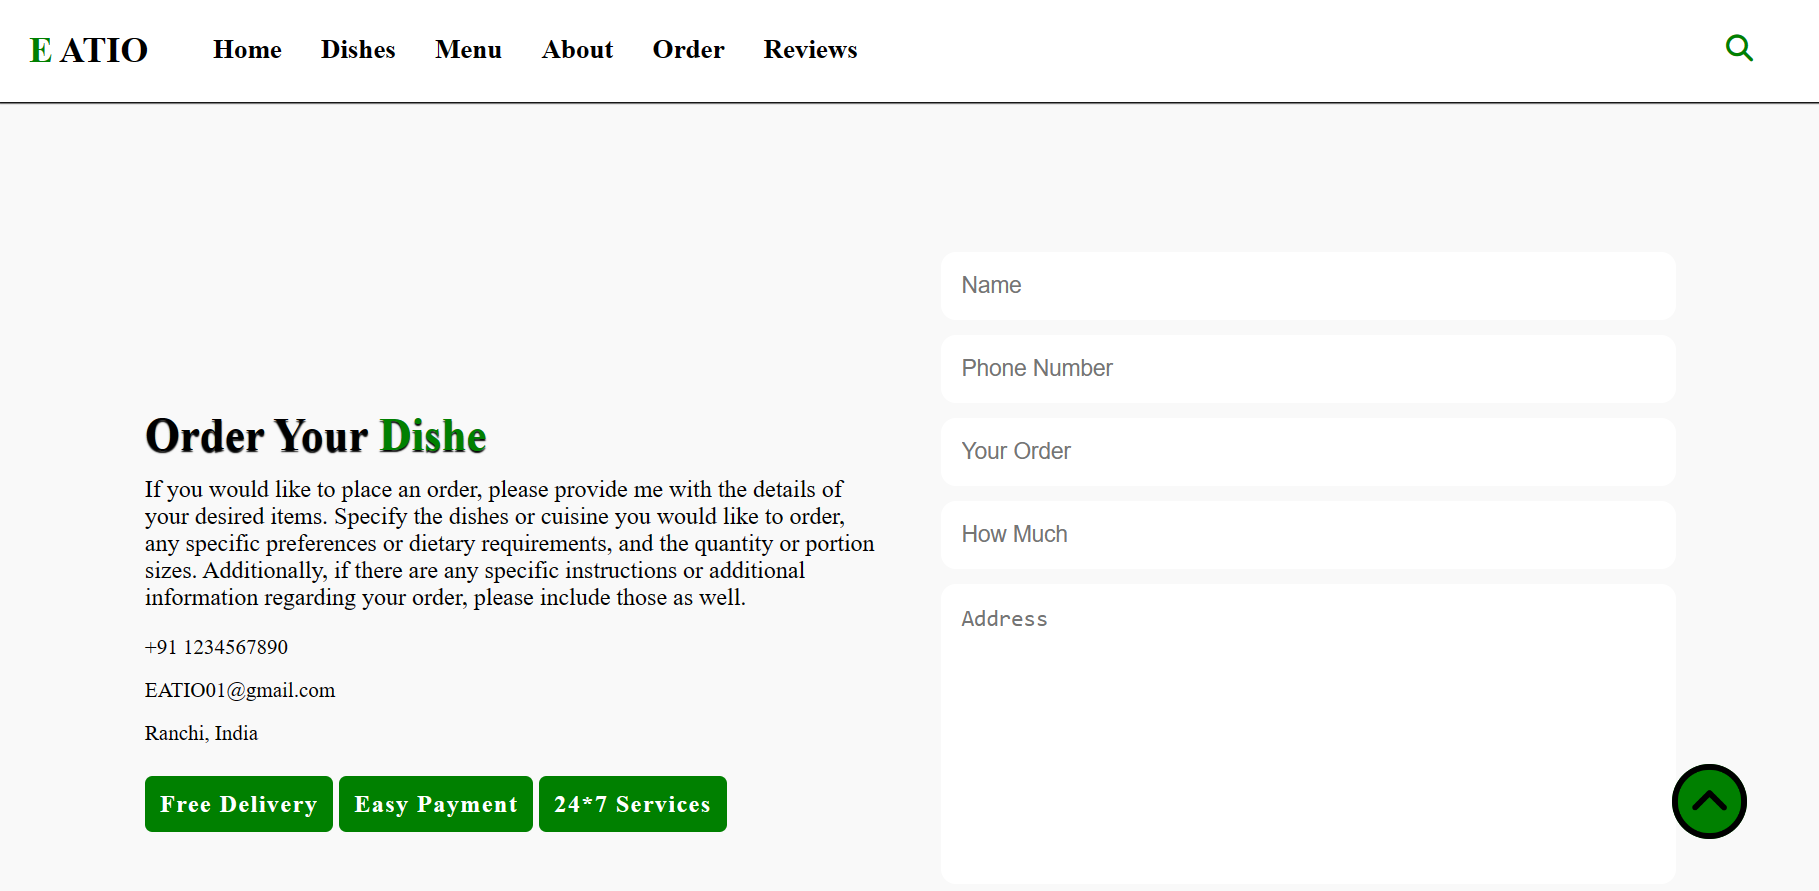 E ATIO Home Dishes Menu About Order Reviews
Order Your Dishe
If you would like to place an order, please provide me with the details of
your desired items. Specify the dishes or cuisine you would like to order,
any specific preferences or dietary requirements, and the quantity or portion
sizes. Additionally, if there are any specific instructions or additional
information regarding your order, please include those as well.
+91 1234567890
EATIO01@gmail.com
Ranchi, India
Free Delivery Easy Payment 24*7 Services
Name
Phone Number
Your Order
How Much
Address